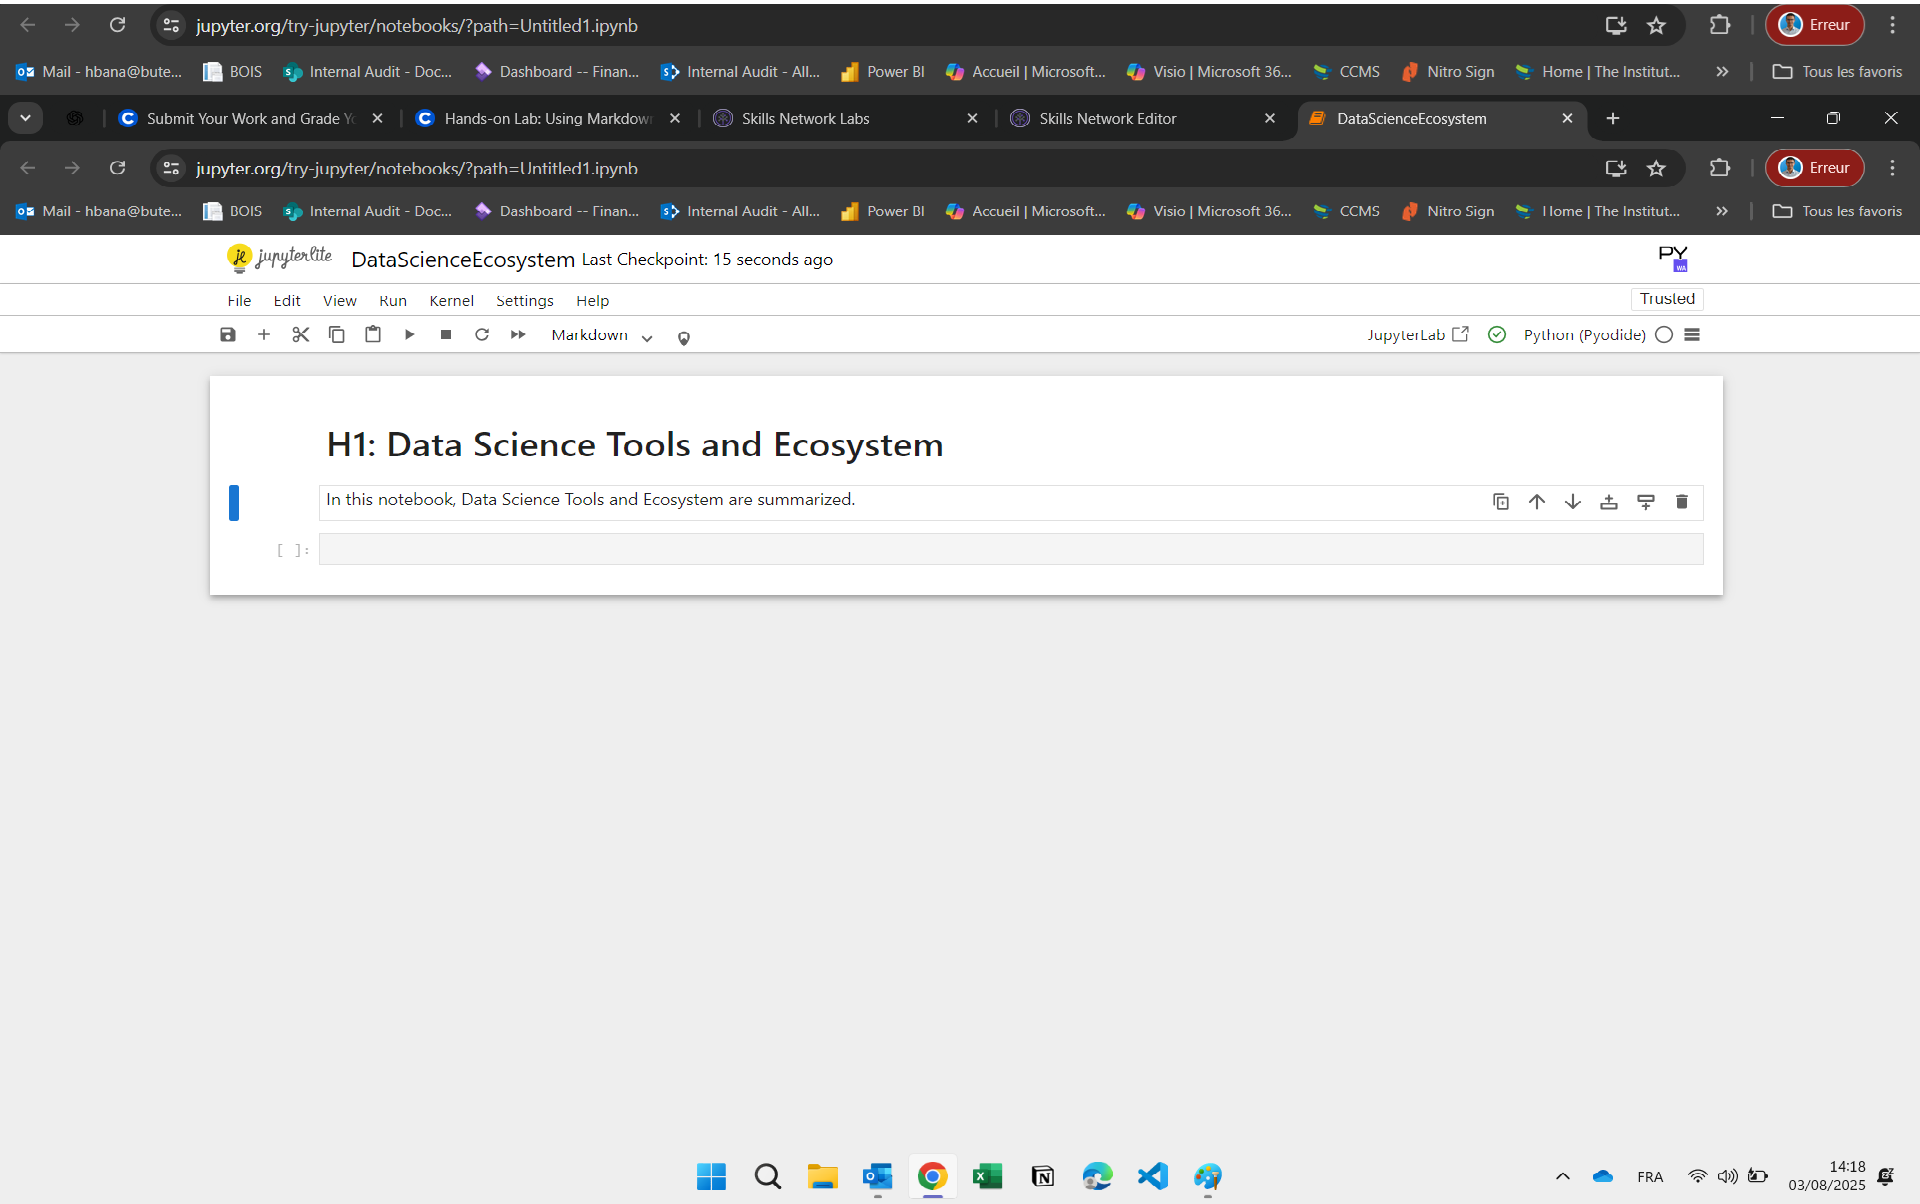 jupyter.org/try-jupyter/notebooks/?path=Untitled1.ipynb
Erreur
Mail - hbana@bute...
BOIS
Internal Audit - Doc...
Dashboard -- Finan...
Internal Audit - All...
Power BI
Accueil | Microsoft...
Visio | Microsoft 36...
CCMS
Nitro Sign
Home | The Institut...
Tous les favoris
Submit Your Work and Grade Yo
Hands-on Lab: Using Markdown
Skills Network Labs
Skills Network Editor
DataScienceEcosystem
jupyter.org/try-jupyter/notebooks/?path=Untitled1.ipynb
Erreur
Mail - hbana@bute...
BOIS
Internal Audit - Doc...
Dashboard -- Finan...
Internal Audit - All...
Power BI
Accueil | Microsoft...
Visio | Microsoft 36...
CCMS
Nitro Sign
Home | The Institut...
Tous les favoris
jupyterlite
DataScienceEcosystem Last Checkpoint: 15 seconds ago
PY
WA
File Edit View Run Kernel Settings Help
Trusted
Markdown
JupyterLab
Python (Pyodide)
H1: Data Science Tools and Ecosystem
In this notebook, Data Science Tools and Ecosystem are summarized.
[ ]:
FRA
14:18
03/08/2025